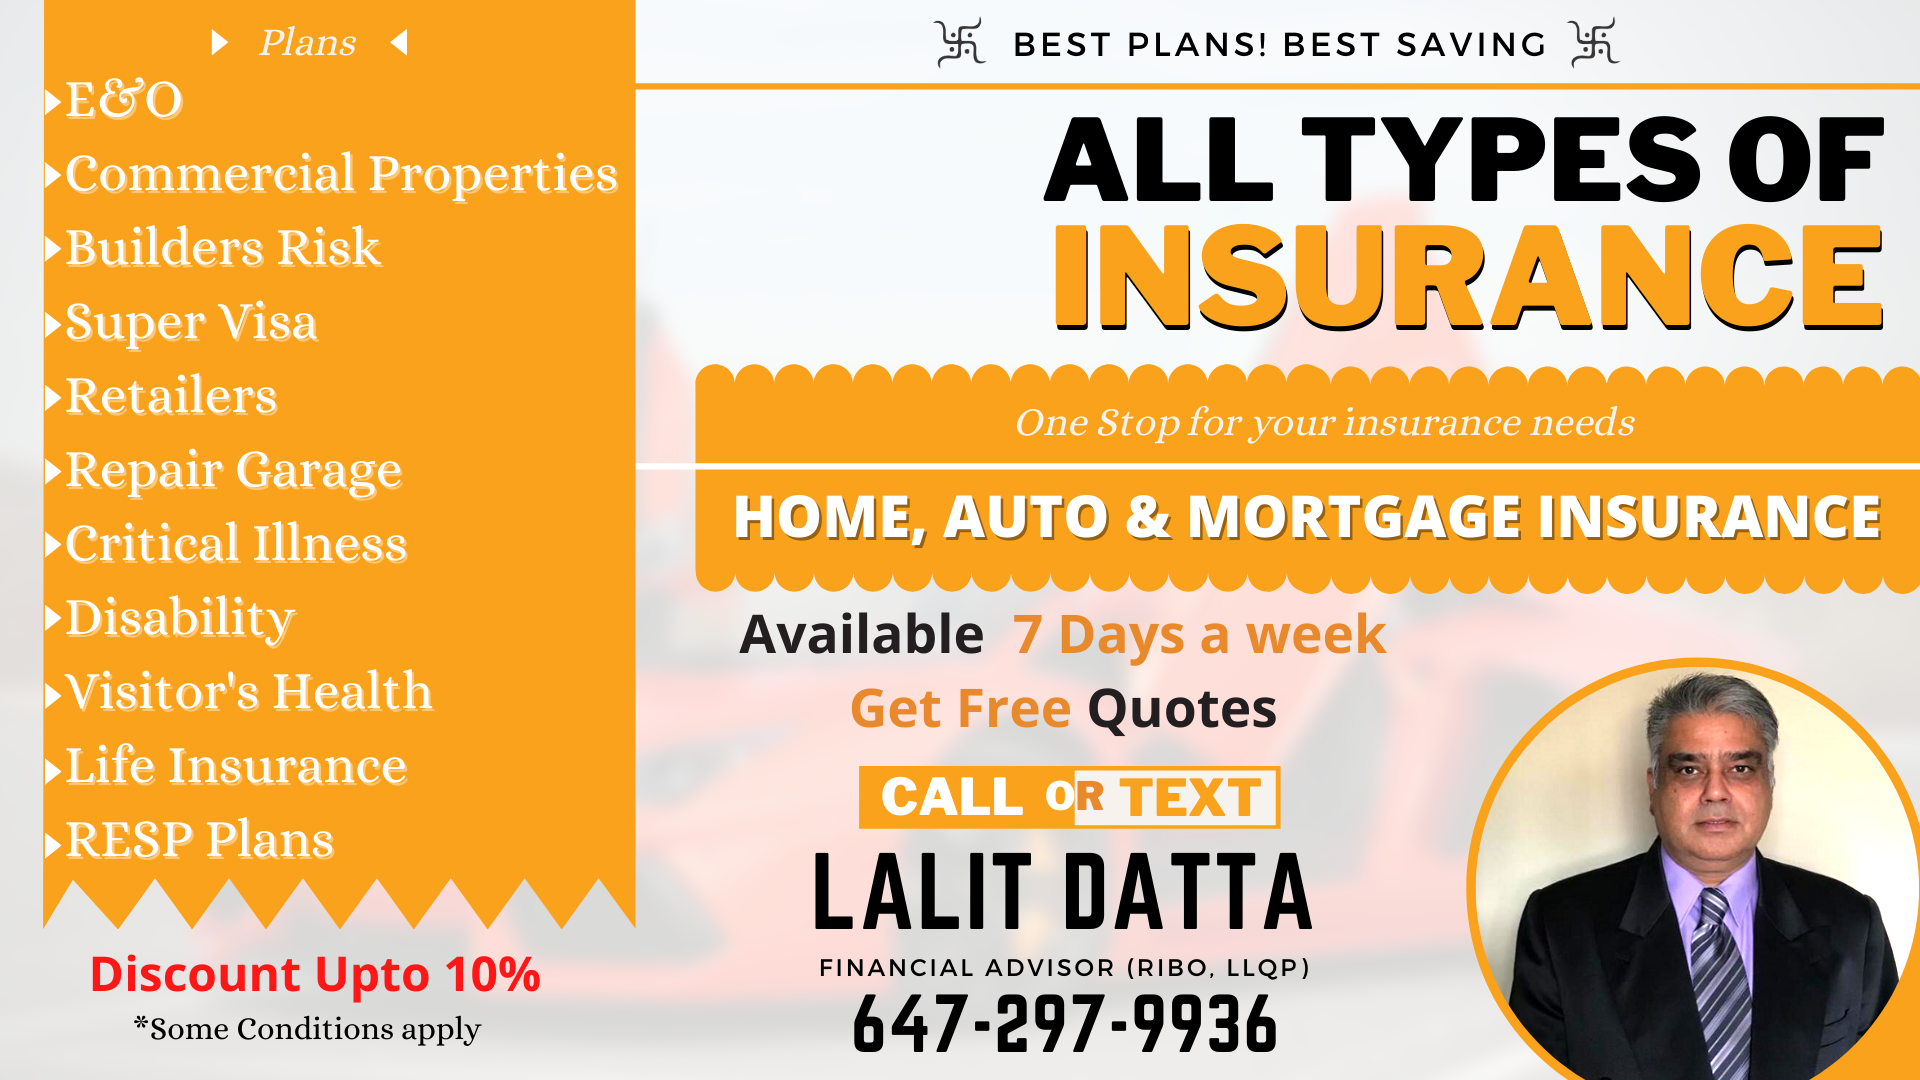 Plans
E&O
Commercial Properties
Builders Risk
Super Visa
Retailers
Repair Garage
Critical Illness
Disability
Visitor's Health
Life Insurance
RESP Plans
Discount Upto 10%
*Some Conditions apply
BEST PLANS! BEST SAVING
ALL TYPES OF
INSURANCE
One Stop for your insurance needs
HOME, AUTO & MORTGAGE INSURANCE
Available 7 Days a week
Get Free Quotes
CALL OR TEXT
LALIT DATTA
FINANCIAL ADVISOR (RIBO, LLQP)
647-297-9936